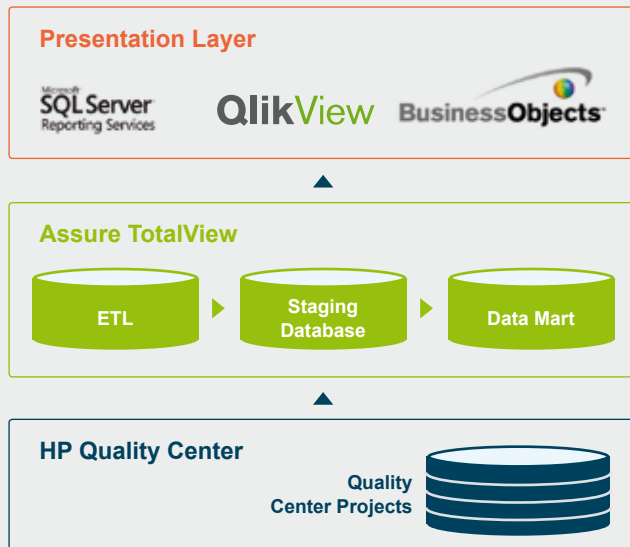 Presentation Layer
Microsoft
SQL Server
Reporting Services
QlikView
BusinessObjects
Assure TotalView
ETL
Staging
Database
Data Mart
HP Quality Center
Quality
Center Projects